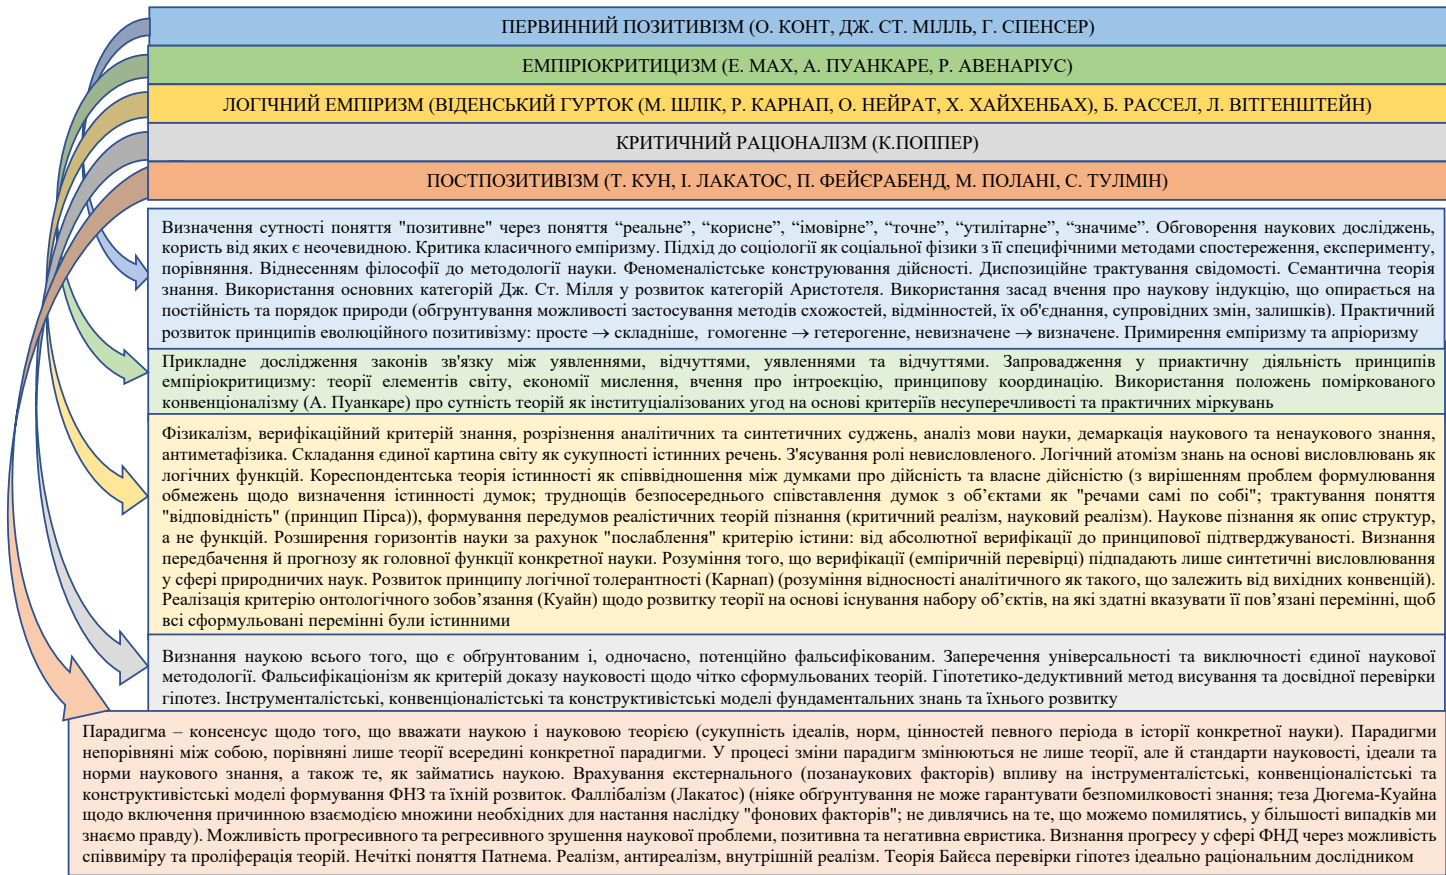 ПЕРВИННИЙ ПОЗИТИВІЗМ (О. КОНТ, ДЖ. СТ. МІЛЛЬ, Г. СПЕНСЕР)
ЕМПІРІОКРИТИЦИЗМ (Е. МАХ, А. ПУАНКАРЕ, Р. АВЕНАРІУС)
ЛОГІЧНИЙ ЕМПІРИЗМ (ВІДЕНСЬКИЙ ГУРТОК (М. ШЛІК, Р. КАРНАП, О. НЕЙРАТ, Х. ХАЙХЕНБАХ), Б. РАССЕЛ, Л. ВІТГЕНШТЕЙН)
КРИТИЧНИЙ РАЦІОНАЛІЗМ (К.ПОППЕР)
ПОСТПОЗИТИВІЗМ (Т. КУН, І. ЛАКАТОС, П. ФЕЙЄРАБЕНД, М. ПОЛАНІ, С. ТУЛМІН)
Визначення сутності поняття "позитивне" через поняття “реальне”, “корисне”, “імовірне”, “точне”, “утилітарне”, “значиме”. Обговорення наукових досліджень,
користь від яких є неочевидною. Критика класичного емпіризму. Підхід до соціології як соціальної фізики з її специфічними методами спостереження, експерименту,
порівняння. Віднесенням філософії до методології науки. Феноменалістське конструювання дійсності. Диспозиційне трактування свідомості. Семантична теорія
знання. Використання основних категорій Дж. Ст. Мілля у розвиток категорій Аристотеля. Використання засад вчення про наукову індукцію, що опирається на
постійність та порядок природи (обгрунтування можливості застосування методів схожостей, відмінностей, їх об'єднання, супровідних змін, залишків). Практичний
розвиток принципів еволюційного позитивізму: просте → складніше, гомогенне → гетерогенне, невизначене → визначене. Примирення емпіризму та апріоризму
Прикладне дослідження законів зв'язку між уявленнями, відчуттями, уявленнями та відчуттями. Запровадження у приактичну діяльність принципів
емпіріокритицизму: теорії елементів світу, економії мислення, вчення про інтроекцію, принципову координацію. Використання положень поміркованого
конвенціоналізму (А. Пуанкаре) про сутність теорій як інституціалізованих угод на основі критеріїв несуперечливості та практичних міркувань
Фізикалізм, верифікаційний критерій знання, розрізнення аналітичних та синтетичних суджень, аналіз мови науки, демаркація наукового та ненаукового знання,
антиметафізика. Складання єдиної картина світу як сукупності істинних речень. З'ясування ролі невисловленого. Логічний атомізм знань на основі висловлювань як
логічних функцій. Кореспондентська теорія істинності як співвідношення між думками про дійсність та власне дійсністю (з вирішенням проблем формулювання
обмежень щодо визначення істинності думок; труднощів безпосереднього співставлення думок з об’єктами як "речами самі по собі"; трактування поняття
"відповідність" (принцип Пірса)), формування передумов реалістичних теорій пізнання (критичний реалізм, науковий реалізм). Наукове пізнання як опис структур,
а не функцій. Розширення горизонтів науки за рахунок "послаблення" критерію істини: від абсолютної верифікації до принципової підтверджуваності. Визнання
передбачення й прогнозу як головної функції конкретної науки. Розуміння того, що верифікації (емпіричній перевірці) підпадають лише синтетичні висловлювання
у сфері природничих наук. Розвиток принципу логічної толерантності (Карнап) (розуміння відносності аналітичного як такого, що залежить від вихідних конвенцій).
Реалізація критерію онтологічного зобов’язання (Куайн) щодо розвитку теорії на основі існування набору об’єктів, на які здатні вказувати її пов’язані перемінні, щоб
всі сформульовані перемінні були істинними
Визнання наукою всього того, що є обґрунтованим і, одночасно, потенційно фальсифікованим. Заперечення універсальності та виключності єдиної наукової
методології. Фальсифікаціонізм як критерій доказу науковості щодо чітко сформульованих теорій. Гіпотетико-дедуктивний метод висування та досвідної перевірки
гіпотез. Інструменталістські, конвенціоналістські та конструктивістські моделі фундаментальних знань та їхнього розвитку
Парадигма – консенсус щодо того, що вважати наукою і науковою теорією (сукупність ідеалів, норм, цінностей певного періода в історії конкретної науки). Парадигми
непорівняні між собою, порівняні лише теорії всередині конкретної парадигми. У процесі зміни парадигм змінюються не лише теорії, але й стандарти науковості, ідеали та
норми наукового знання, а також те, як займатись наукою. Врахування екстернального (позанаукових факторів) впливу на інструменталістські, конвенціоналістські та
конструктивістські моделі формування ФНЗ та їхній розвиток. Фаллібалізм (Лакатос) (ніяке обґрунтування не може гарантувати безпомилковості знання; теза Дюгема-Куайна
щодо включення причинною взаємодією множини необхідних для настання наслідку "фонових факторів"; не дивлячись на те, що можемо помилятись, у більшості випадків ми
знаємо правду). Можливість прогресивного та регресивного зрушення наукової проблеми, позитивна та негативна евристика. Визнання прогресу у сфері ФНД через можливість
співвиміру та проліферація теорій. Нечіткі поняття Патнема. Реалізм, антиреалізм, внутрішній реалізм. Теорія Байєса перевірки гіпотез ідеально раціональним дослідником